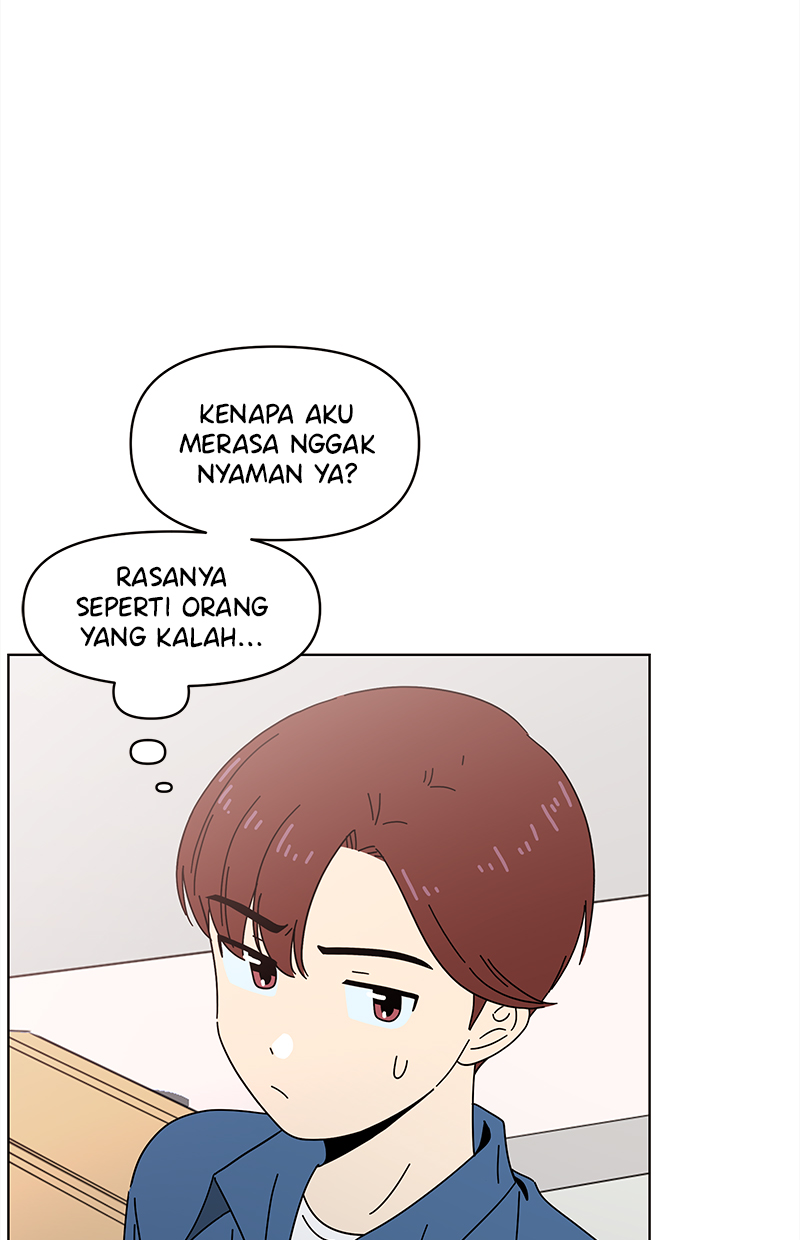 KENAPA AKU
MERASA NGGAK
NYAMAN YA?
RASANYA
SEPERTI ORANG
YANG KALAH...